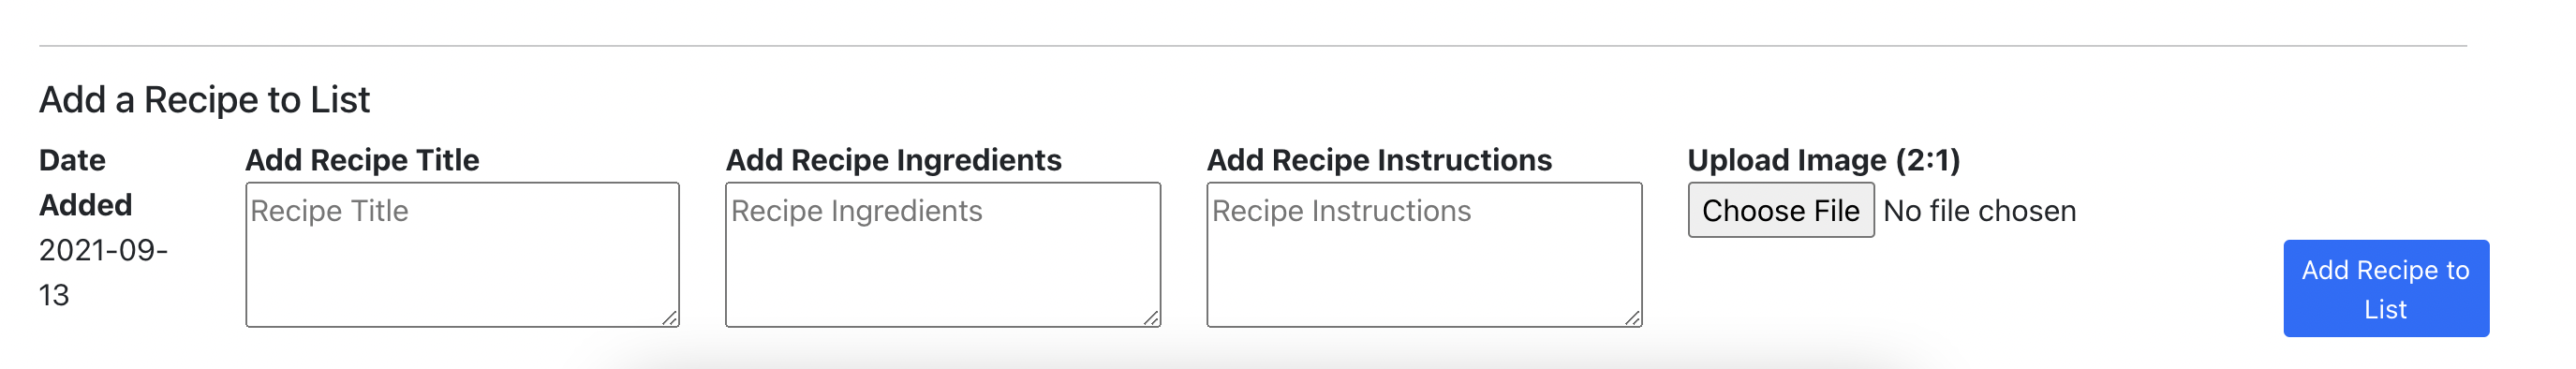 Add a Recipe to List
Date
Added
2021-09-
13
Add Recipe Title
Recipe Title
Add Recipe Ingredients
Recipe Ingredients
Add Recipe Instructions
Recipe Instructions
Upload Image (2:1)
Choose File No file chosen
Add Recipe to
List